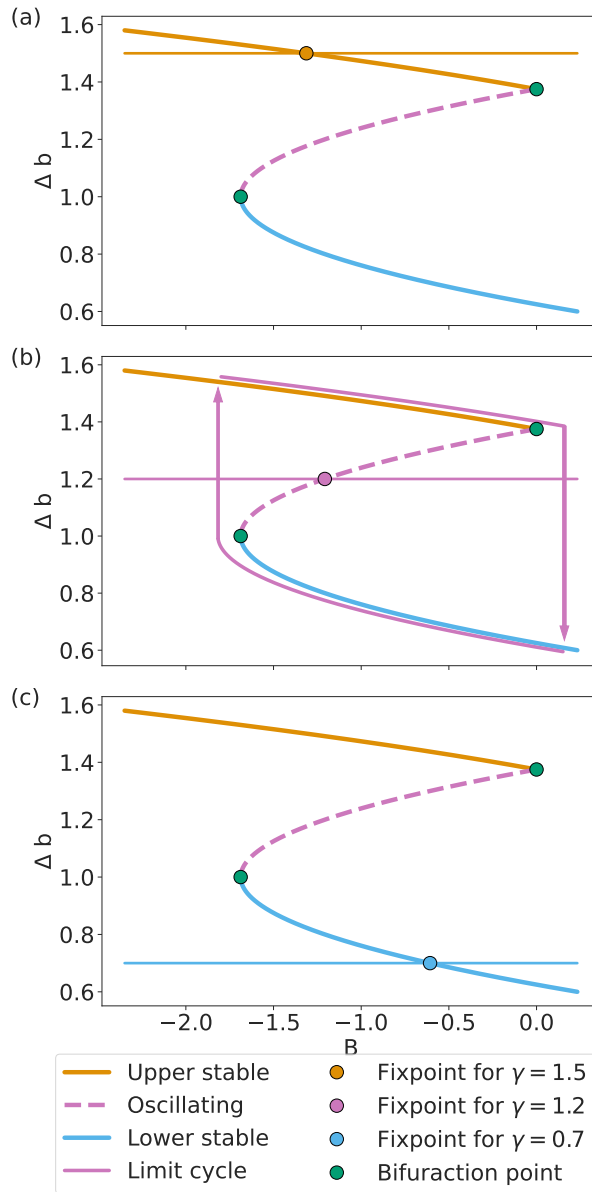 (a)
1.6
1.4
1.2
1.0
0.8
0.6
Δ b
(b)
1.6
1.4
1.2
1.0
0.8
0.6
Δ b
(c)
1.6
1.4
1.2
1.0
0.8
0.6
Δ b
−2.0 −1.5 −1.0 −0.5 0.0
B
Upper stable
Oscillating
Lower stable
Limit cycle
Fixpoint for γ = 1.5
Fixpoint for γ = 1.2
Fixpoint for γ = 0.7
Bifuraction point